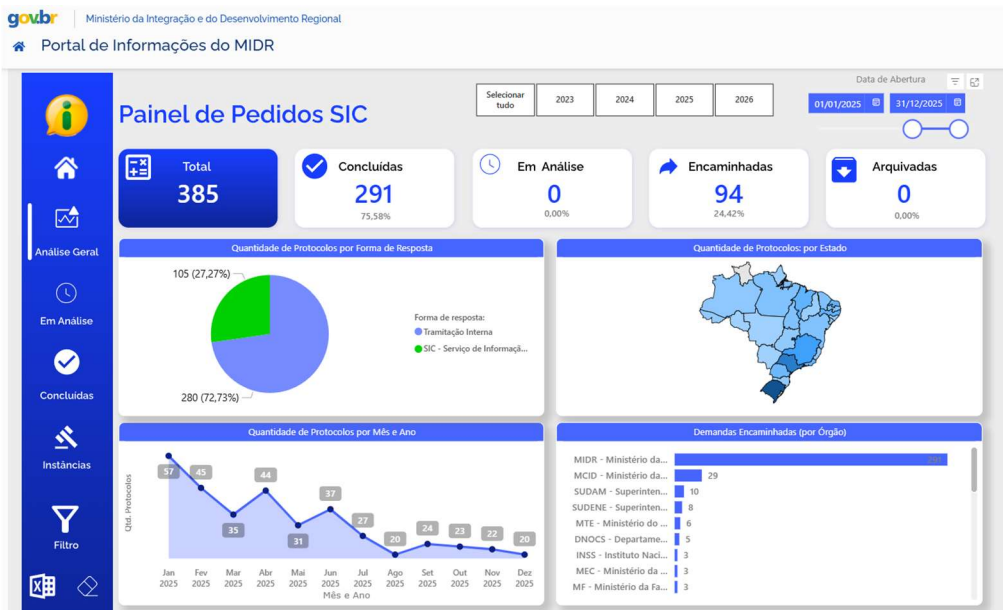 gov.br
Ministério da Integração e do Desenvolvimento Regional
Portal de Informações do MIDR
Painel de Pedidos SIC
Selecionar tudo
2023
2024
2025
2026
Data de Abertura
01/01/2025
31/12/2025
Total
385
Concluídas
291
75,58%
Em Análise
0
0,00%
Encaminhadas
94
24,42%
Arquivadas
0
0,00%
Análise Geral
Em Análise
Concluídas
Instâncias
Filtro
Quantidade de Protocolos por Forma de Resposta
105 (27,27%)
280 (72,73%)
Forma de resposta:
Tramitação Interna
SIC - Serviço de Informaçã...
Quantidade de Protocolos: por Estado
Quantidade de Protocolos por Mês e Ano
Qtd. Protocolos
57
45
35
44
31
37
27
20
24
23
22
20
Jan 2025
Fev 2025
Mar 2025
Abr 2025
Mai 2025
Jun 2025
Jul 2025
Ago 2025
Set 2025
Out 2025
Nov 2025
Dez 2025
Mês e Ano
Demandas Encaminhadas (por Órgão)
MIDR - Ministério da...
MCID - Ministério da... 29
SUDAM - Superinten... 10
SUDENE - Superinten... 8
MTE - Ministério do ... 6
DNOCS - Departame... 5
INSS - Instituto Naci... 3
MEC - Ministério da ... 3
MF - Ministério da Fa... 3